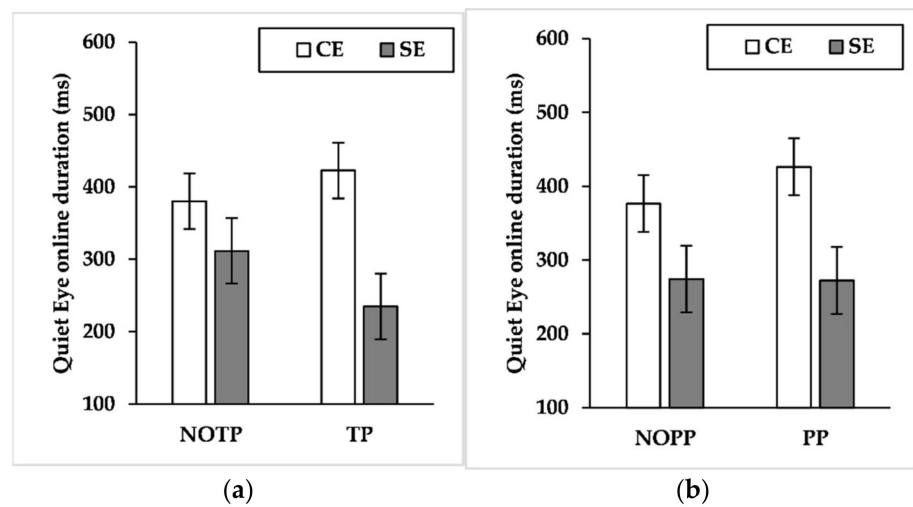 Quiet Eye online duration (ms)
600
500
400
300
200
100
CE SE
NOTP TP
(a)
Quiet Eye online duration (ms)
600
500
400
300
200
100
CE SE
NOPP PP
(b)